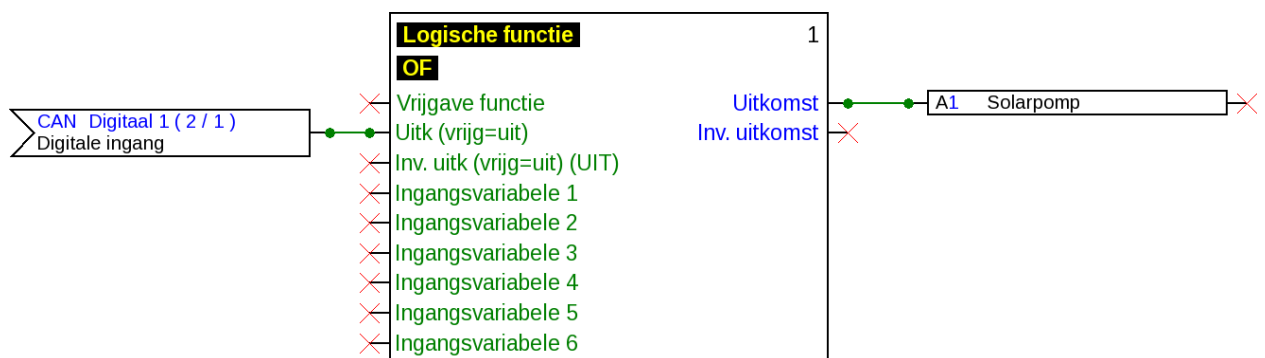 Logische functie 1
OF
Vrijgave functie Uitkomst A1 Solarpomp
CAN Digitaal 1 ( 2 / 1 )
Digitale ingang
Uitk (vrijg=uit) Inv. uitkomst
Inv. uitk (vrijg=uit) (UIT)
Ingangsvariabele 1
Ingangsvariabele 2
Ingangsvariabele 3
Ingangsvariabele 4
Ingangsvariabele 5
Ingangsvariabele 6